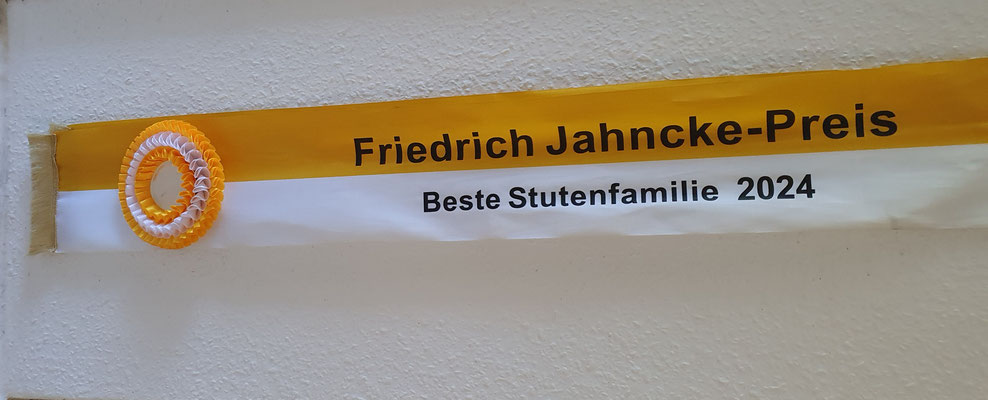 Friedrich Jahncke-Preis
Beste Stutenfamilie 2024